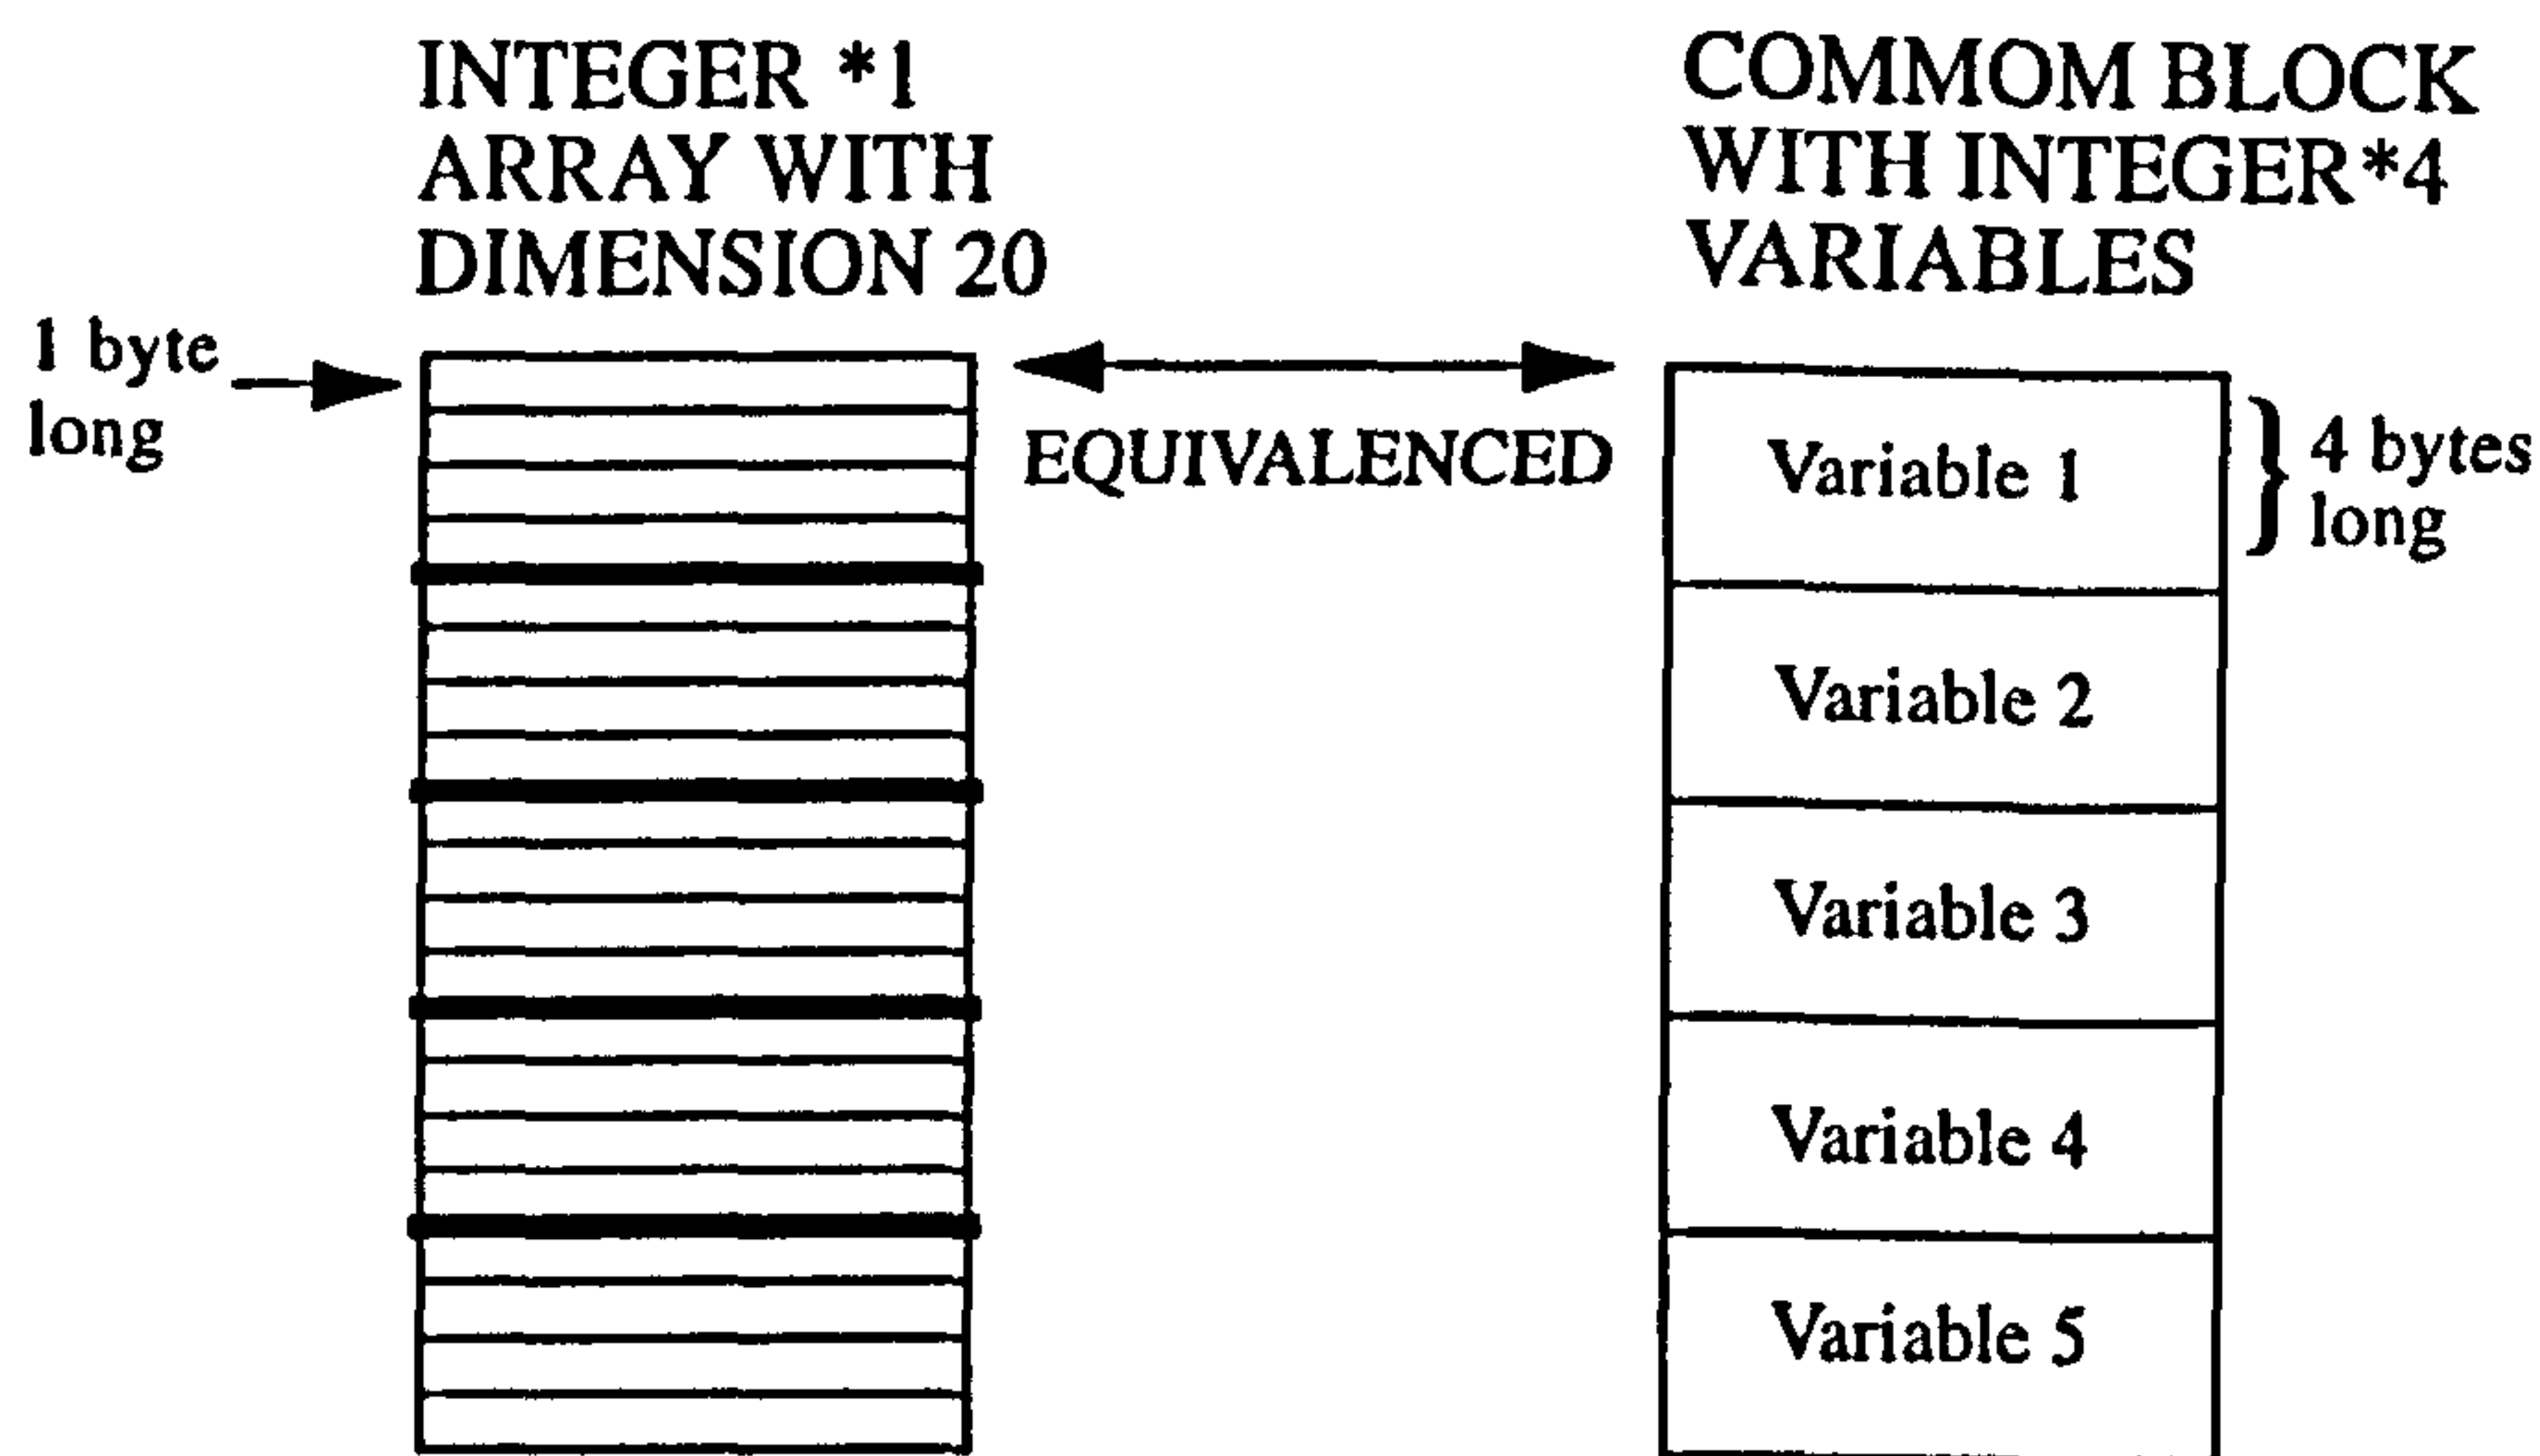 INTEGER *1
ARRAY WITH
DIMENSION 20
COMMOM BLOCK
WITH INTEGER*4
VARIABLES
1 byte
long
EQUIVALENCED
Variable 1
4 bytes
long
Variable 2
Variable 3
Variable 4
Variable 5